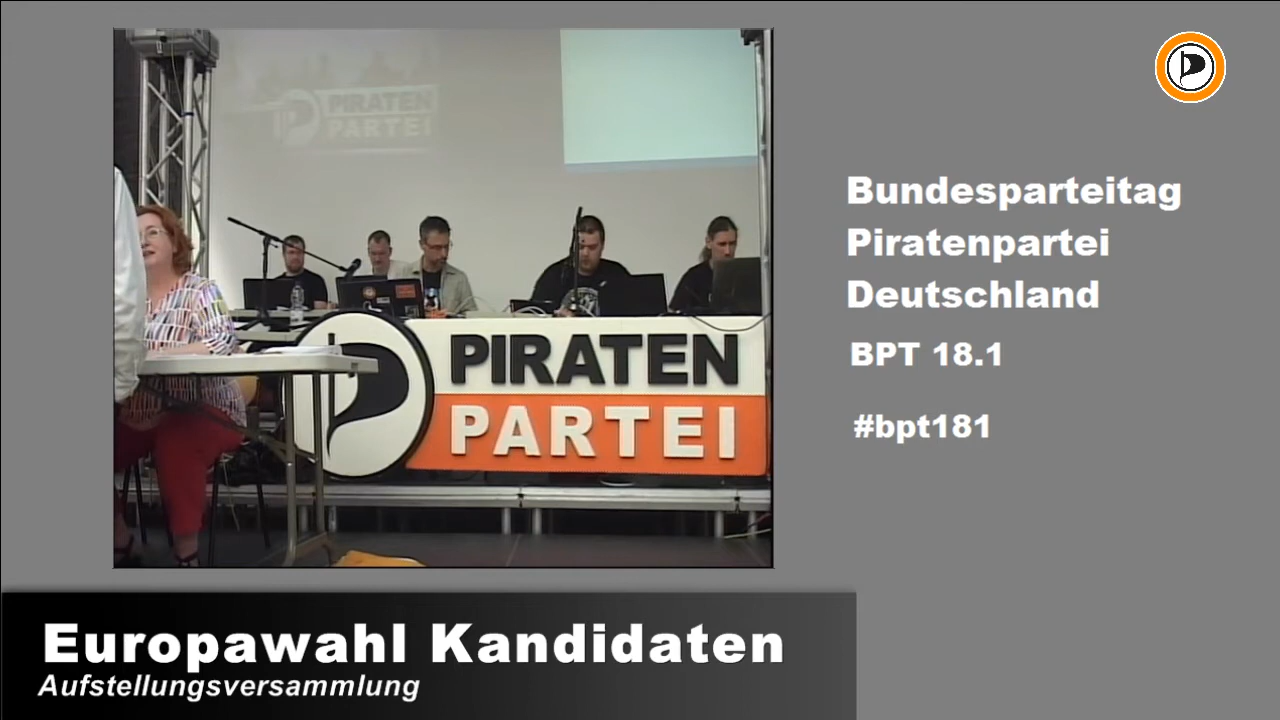 PIRATEN
PARTEI
PIRATEN
PARTEI
Bundesparteitag
Piratenpartei
Deutschland
BPT 18.1
#bpt181
Europawahl Kandidaten
Aufstellungsversammlung